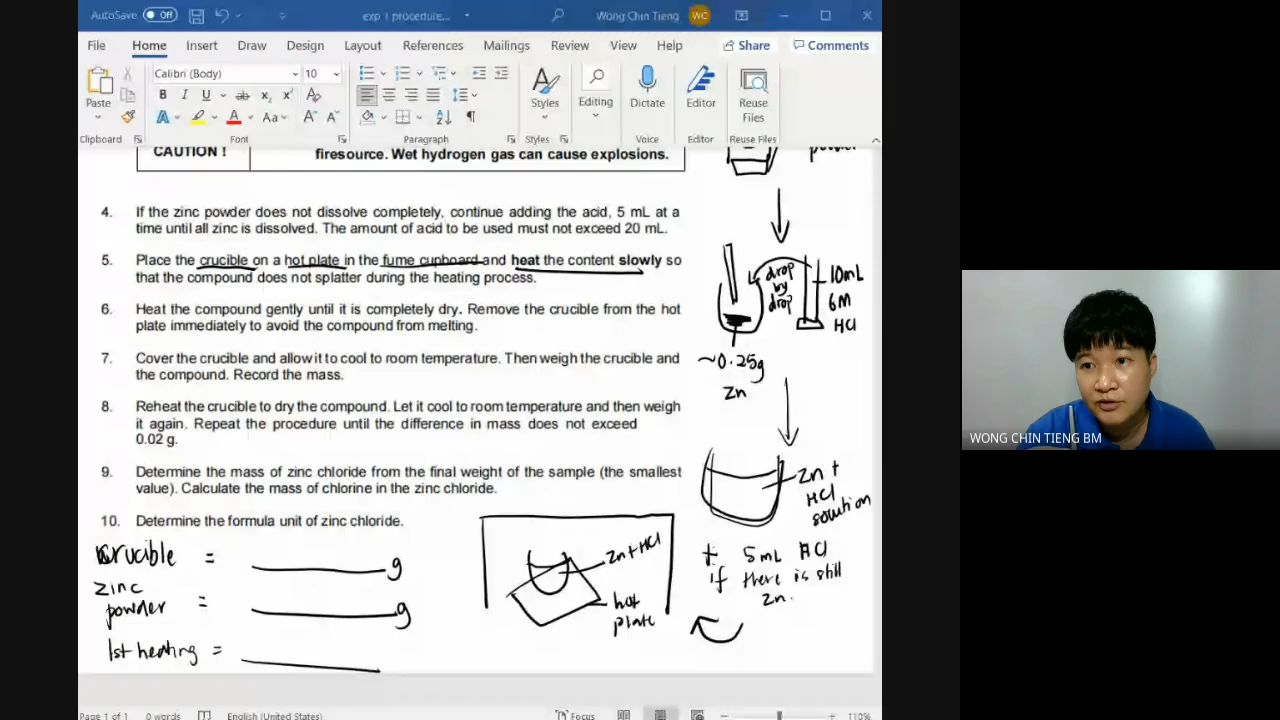 AutoSave Off exp 1 procedure... Wong Chin Tieng WC
File Home Insert Draw Design Layout References Mailings Review View Help Share Comments
Calibri (Body) 10
Paste Styles Editing Dictate Editor Reuse Files
Clipboard Font Paragraph Styles Voice Editor Reuse Files
CAUTION ! firesource. Wet hydrogen gas can cause explosions.
4. If the zinc powder does not dissolve completely, continue adding the acid, 5 mL at a
time until all zinc is dissolved. The amount of acid to be used must not exceed 20 mL.
5. Place the crucible on a hot plate in the fume cupboard and heat the content slowly so
that the compound does not splatter during the heating process.
6. Heat the compound gently until it is completely dry. Remove the crucible from the hot
plate immediately to avoid the compound from melting.
7. Cover the crucible and allow it to cool to room temperature. Then weigh the crucible and
the compound. Record the mass.
8. Reheat the crucible to dry the compound. Let it cool to room temperature and then weigh
it again. Repeat the procedure until the difference in mass does not exceed
0.02 g.
9. Determine the mass of zinc chloride from the final weight of the sample (the smallest
value). Calculate the mass of chlorine in the zinc chloride.
10. Determine the formula unit of zinc chloride.
crucible = g
zinc
powder = g
1st heating =
Zn + HCl
hot
plate
powder
drop
by
drop
10mL
6M
HCl
~0.25g
Zn
Zn +
HCl
solution
+ 5mL HCl
if there is still
Zn.
WONG CHIN TIENG BM
Page 1 of 1 0 words English (United States) Focus 110%